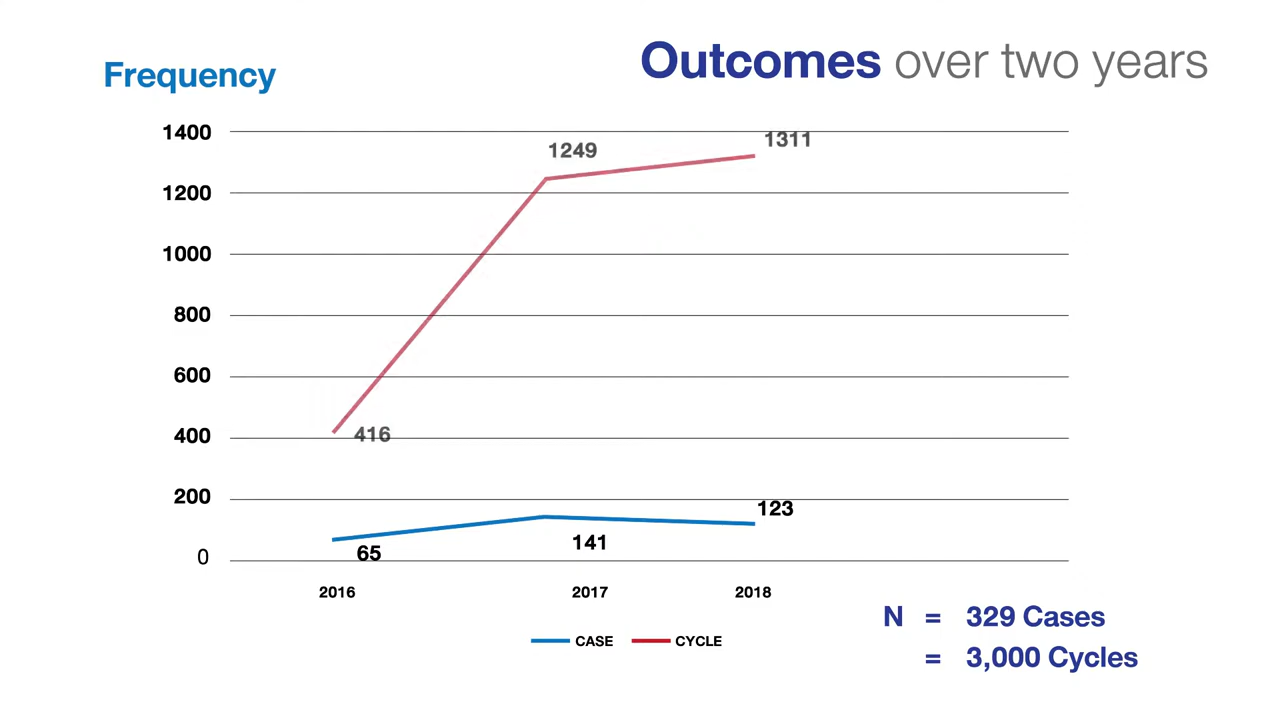 Outcomes over two years
Frequency
1400
1200
1000
800
600
400
200
0
1249
1311
416
123
65
141
2016 2017 2018
CASE CYCLE
N = 329 Cases
= 3,000 Cycles